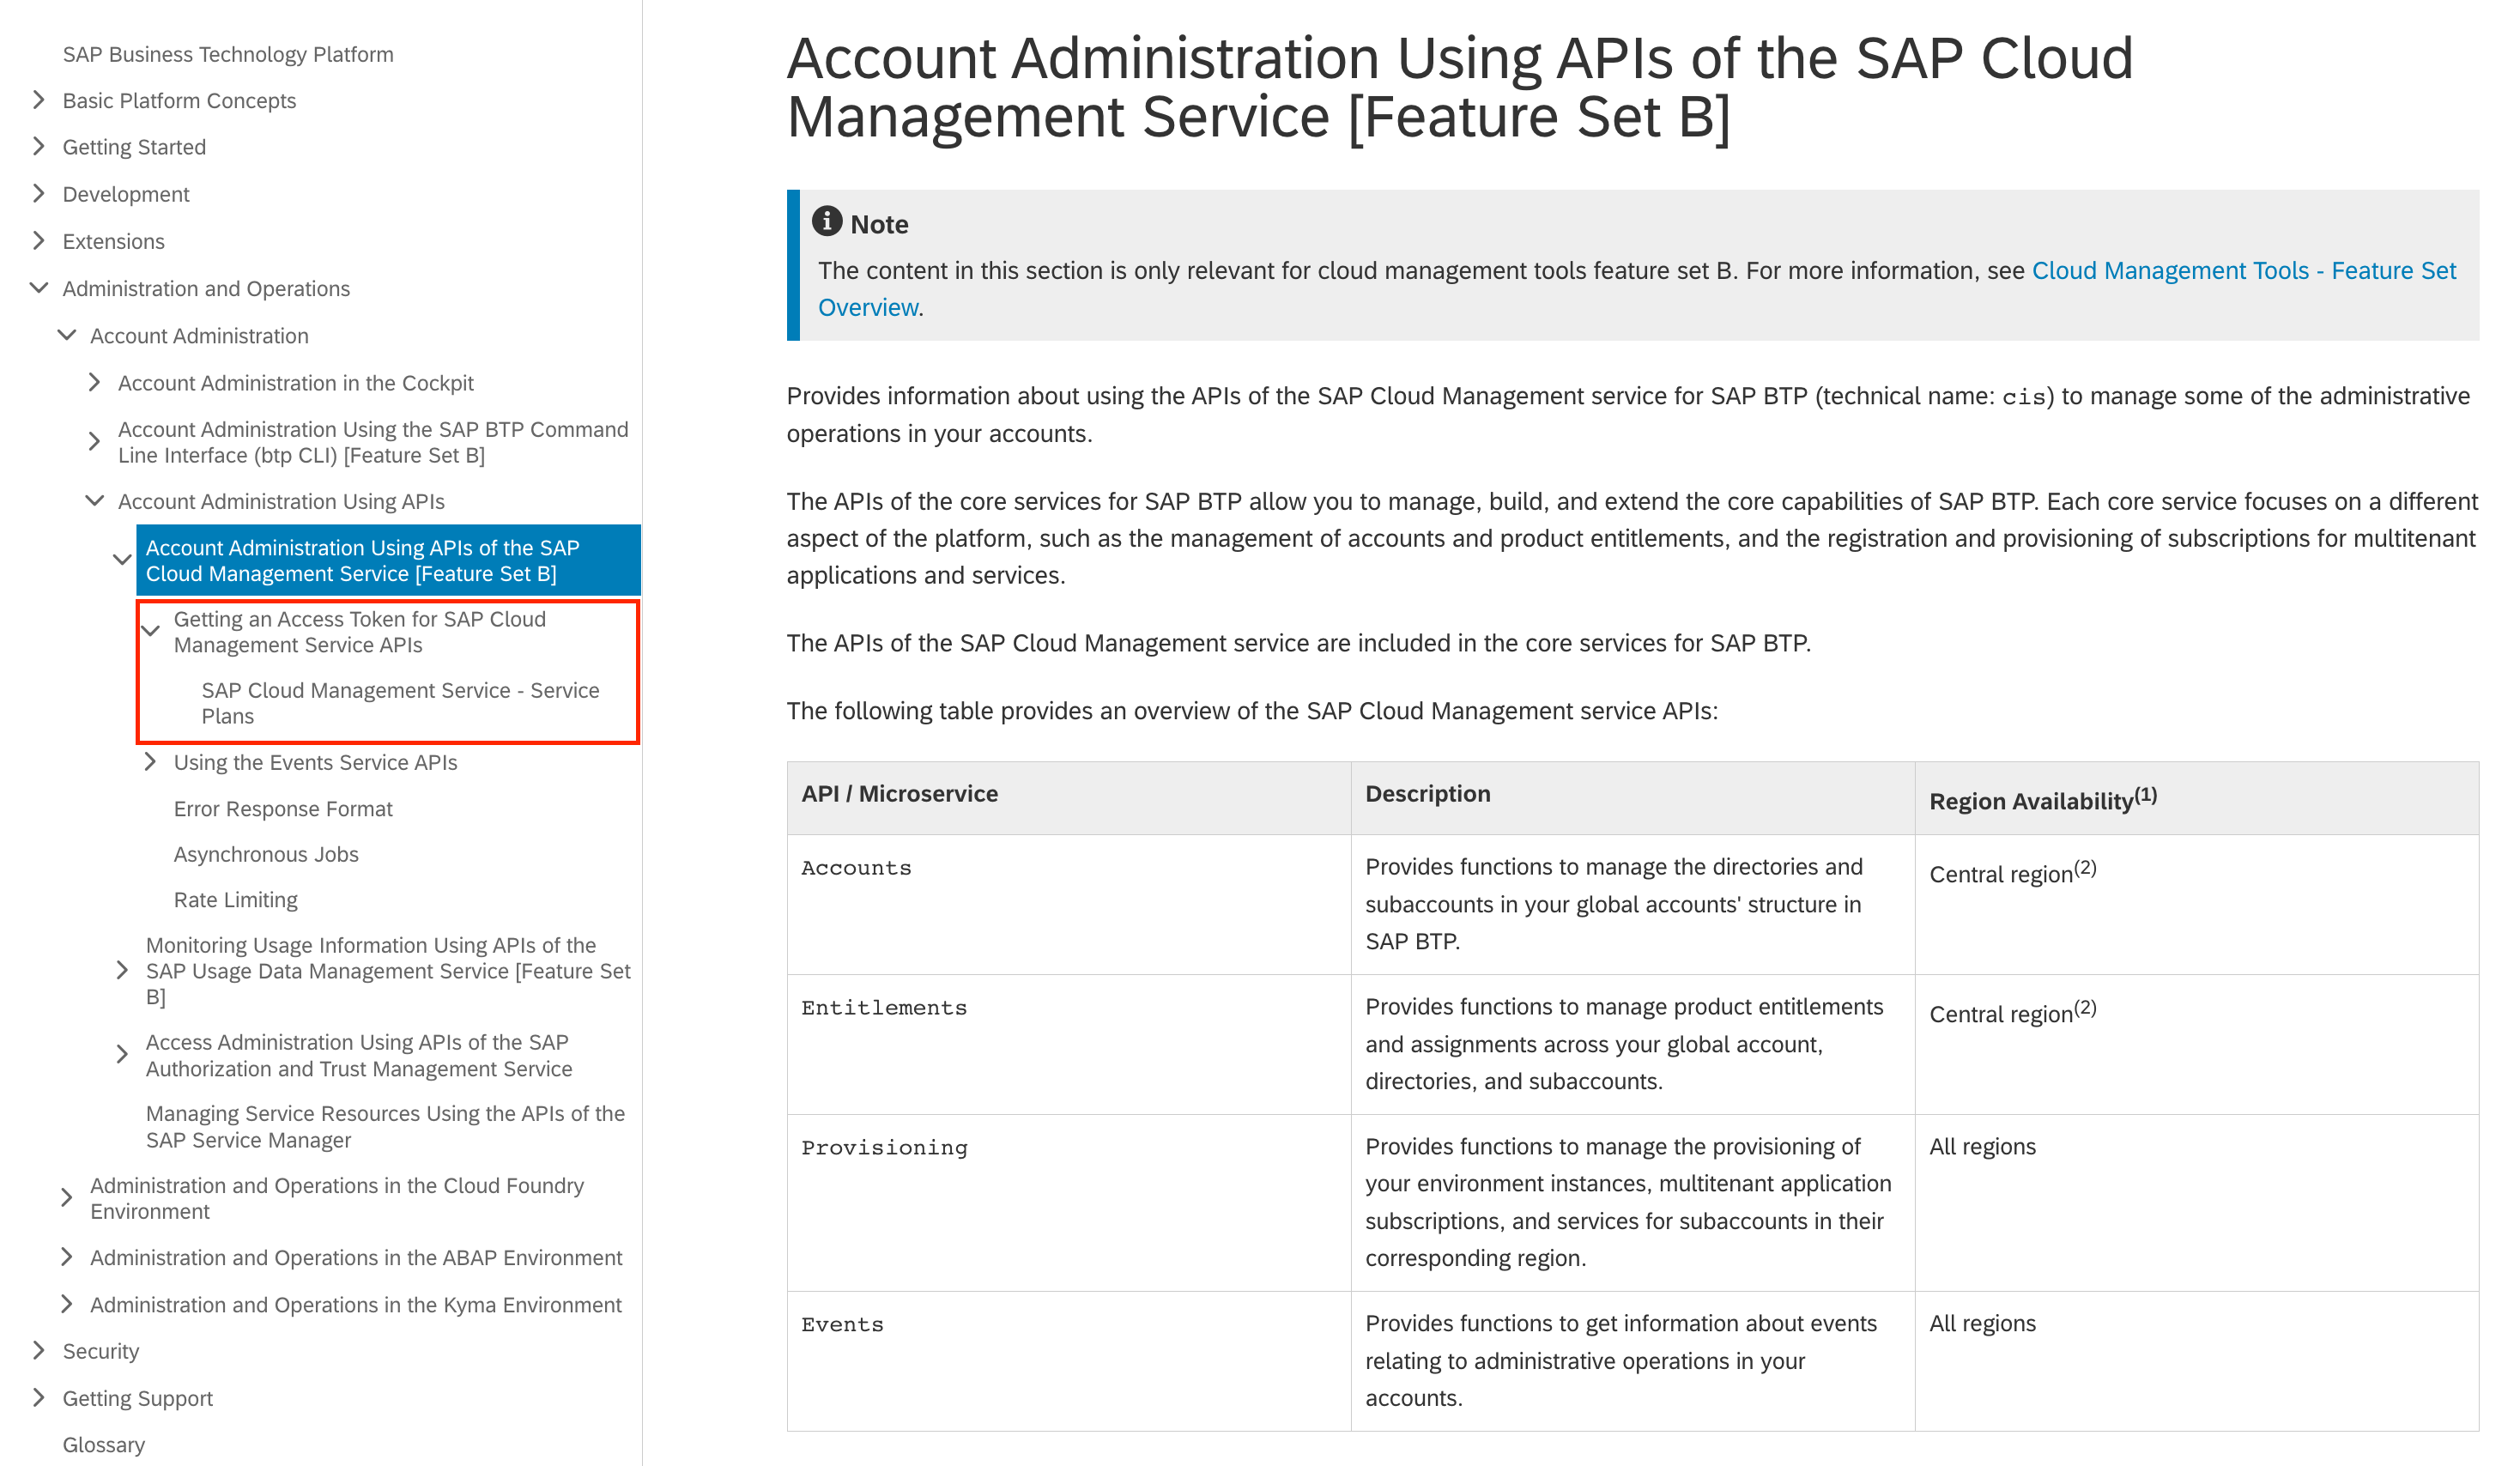 SAP Business Technology Platform
Basic Platform Concepts
Getting Started
Development
Extensions
Administration and Operations
Account Administration
Account Administration in the Cockpit
Account Administration Using the SAP BTP Command
Line Interface (btp CLI) [Feature Set B]
Account Administration Using APIs
Account Administration Using APIs of the SAP
Cloud Management Service [Feature Set B]
Getting an Access Token for SAP Cloud
Management Service APIs
SAP Cloud Management Service - Service
Plans
Using the Events Service APIs
Error Response Format
Asynchronous Jobs
Rate Limiting
Monitoring Usage Information Using APIs of the
SAP Usage Data Management Service [Feature Set
B]
Access Administration Using APIs of the SAP
Authorization and Trust Management Service
Managing Service Resources Using the APIs of the
SAP Service Manager
Administration and Operations in the Cloud Foundry
Environment
Administration and Operations in the ABAP Environment
Administration and Operations in the Kyma Environment
Security
Getting Support
Glossary
Account Administration Using APIs of the SAP Cloud
Management Service [Feature Set B]
Note
The content in this section is only relevant for cloud management tools feature set B. For more information, see Cloud Management Tools - Feature Set
Overview.
Provides information about using the APIs of the SAP Cloud Management service for SAP BTP (technical name: cis) to manage some of the administrative
operations in your accounts.
The APIs of the core services for SAP BTP allow you to manage, build, and extend the core capabilities of SAP BTP. Each core service focuses on a different
aspect of the platform, such as the management of accounts and product entitlements, and the registration and provisioning of subscriptions for multitenant
applications and services.
The APIs of the SAP Cloud Management service are included in the core services for SAP BTP.
The following table provides an overview of the SAP Cloud Management service APIs:
API / Microservice
Description
Region Availability(1)
Accounts
Provides functions to manage the directories and
subaccounts in your global accounts' structure in
SAP BTP.
Central region(2)
Entitlements
Provides functions to manage product entitlements
and assignments across your global account,
directories, and subaccounts.
Central region(2)
Provisioning
Provides functions to manage the provisioning of
your environment instances, multitenant application
subscriptions, and services for subaccounts in their
corresponding region.
All regions
Events
Provides functions to get information about events
relating to administrative operations in your
accounts.
All regions